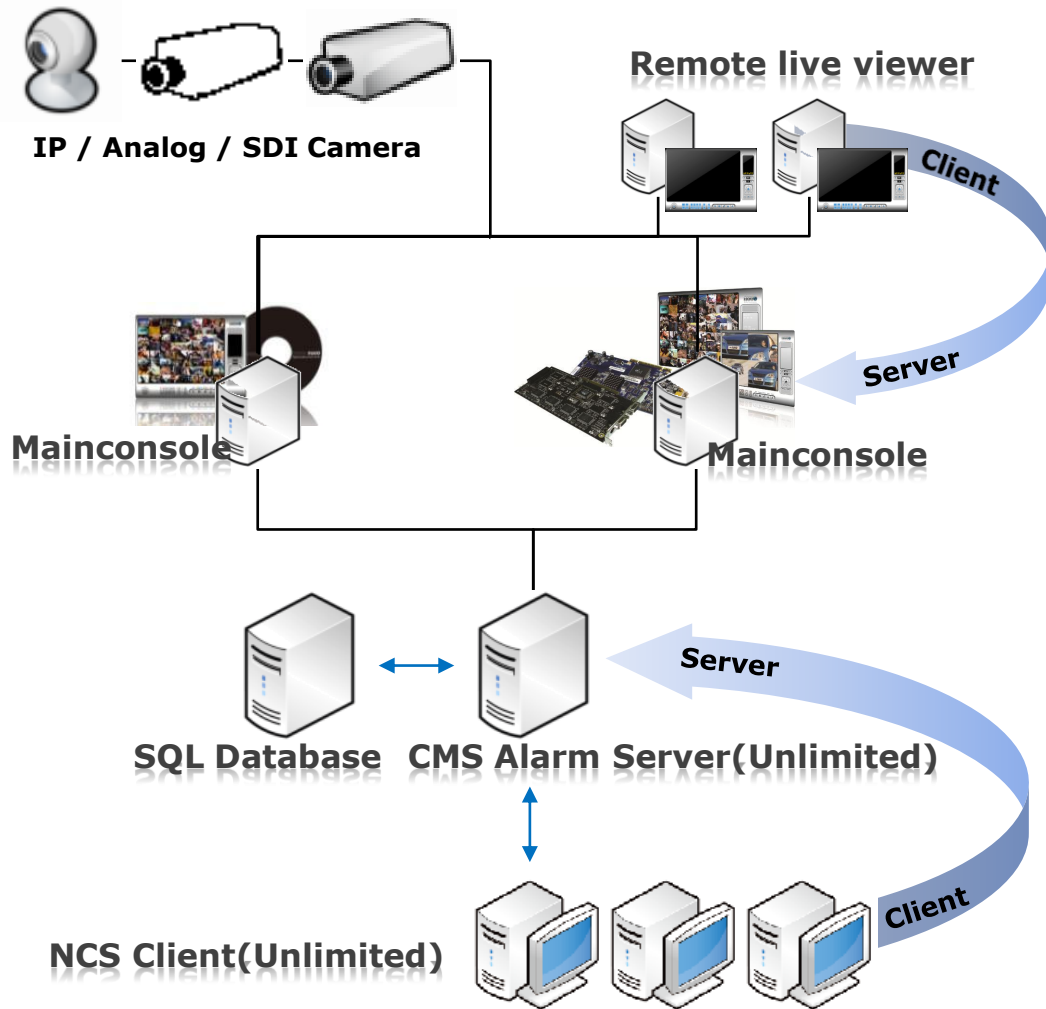 Remote live viewer
IP / Analog / SDI Camera
Client
Server
Mainconsole
Mainconsole
Server
SQL Database
CMS Alarm Server(Unlimited)
Client
NCS Client(Unlimited)